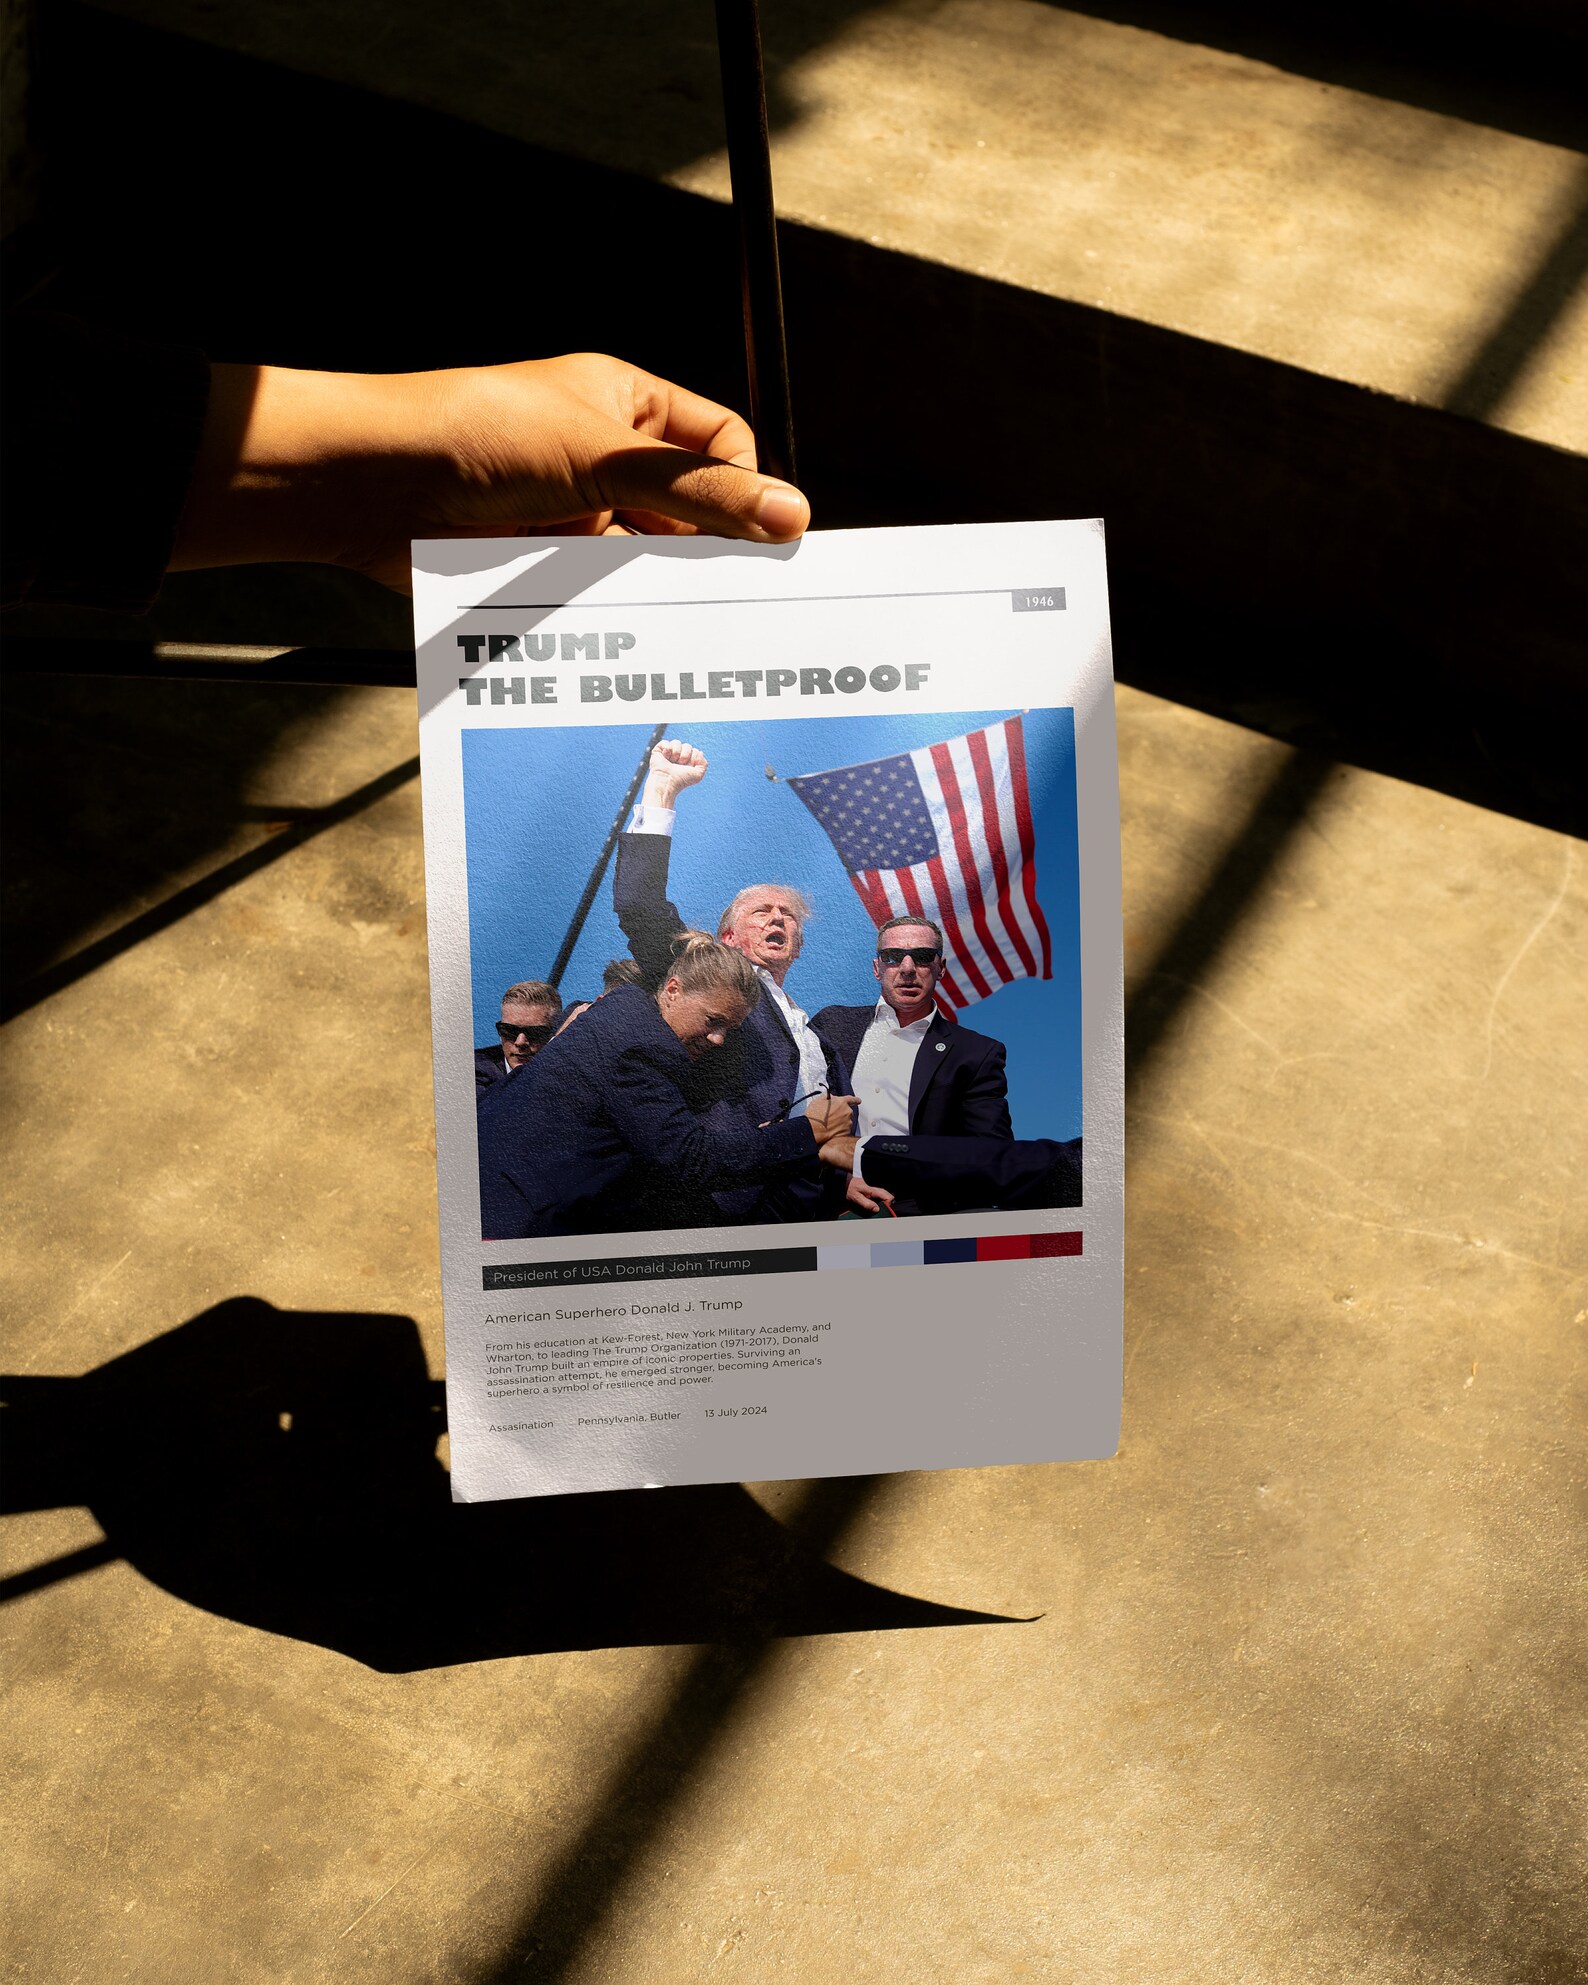 1946
TRUMP
THE BULLETPROOF
President of USA Donald John Trump
American Superhero Donald J. Trump
From his education at Kew-Forest, New York Military Academy, and
Wharton, to leading The Trump Organization (1971-2017), Donald
John Trump built an empire of iconic properties. Surviving an
assassination attempt, he emerged stronger, becoming America's
superhero a symbol of resilience and power.
Assasination Pennsylvania, Butler 13 July 2024